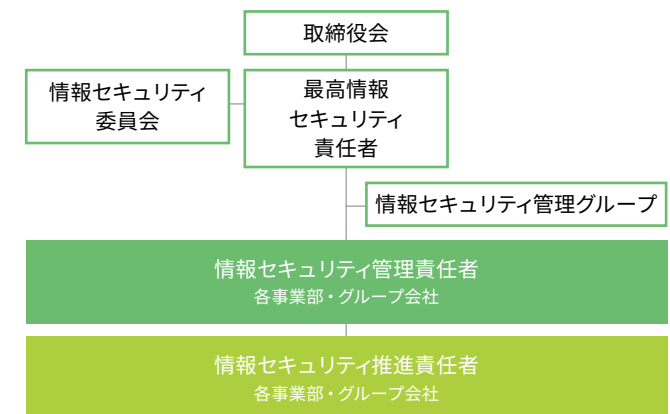 取締役会
情報セキュリティ
委員会
最高情報
セキュリティ
責任者
情報セキュリティ管理グループ
情報セキュリティ管理責任者
各事業部・グループ会社
情報セキュリティ推進責任者
各事業部・グループ会社